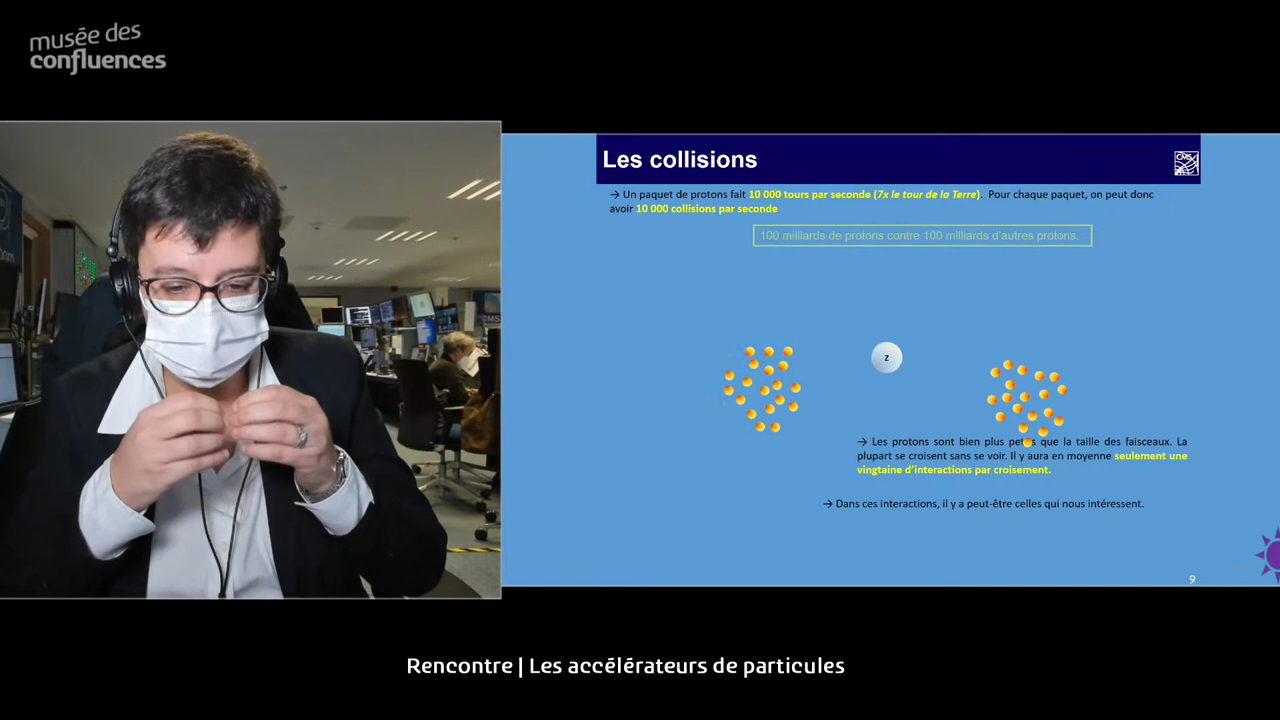 musée des
confluences
Les collisions
CMS
→ Un paquet de protons fait 10 000 tours par seconde (7x le tour de la Terre). Pour chaque paquet, on peut donc
avoir 10 000 collisions par seconde
100 milliards de protons contre 100 milliards d'autres protons.
z
→ Les protons sont bien plus petits que la taille des faisceaux. La
plupart se croisent sans se voir. Il y aura en moyenne seulement une
vingtaine d'interactions par croisement.
→ Dans ces interactions, il y a peut-être celles qui nous intéressent.
9
Rencontre | Les accélérateurs de particules